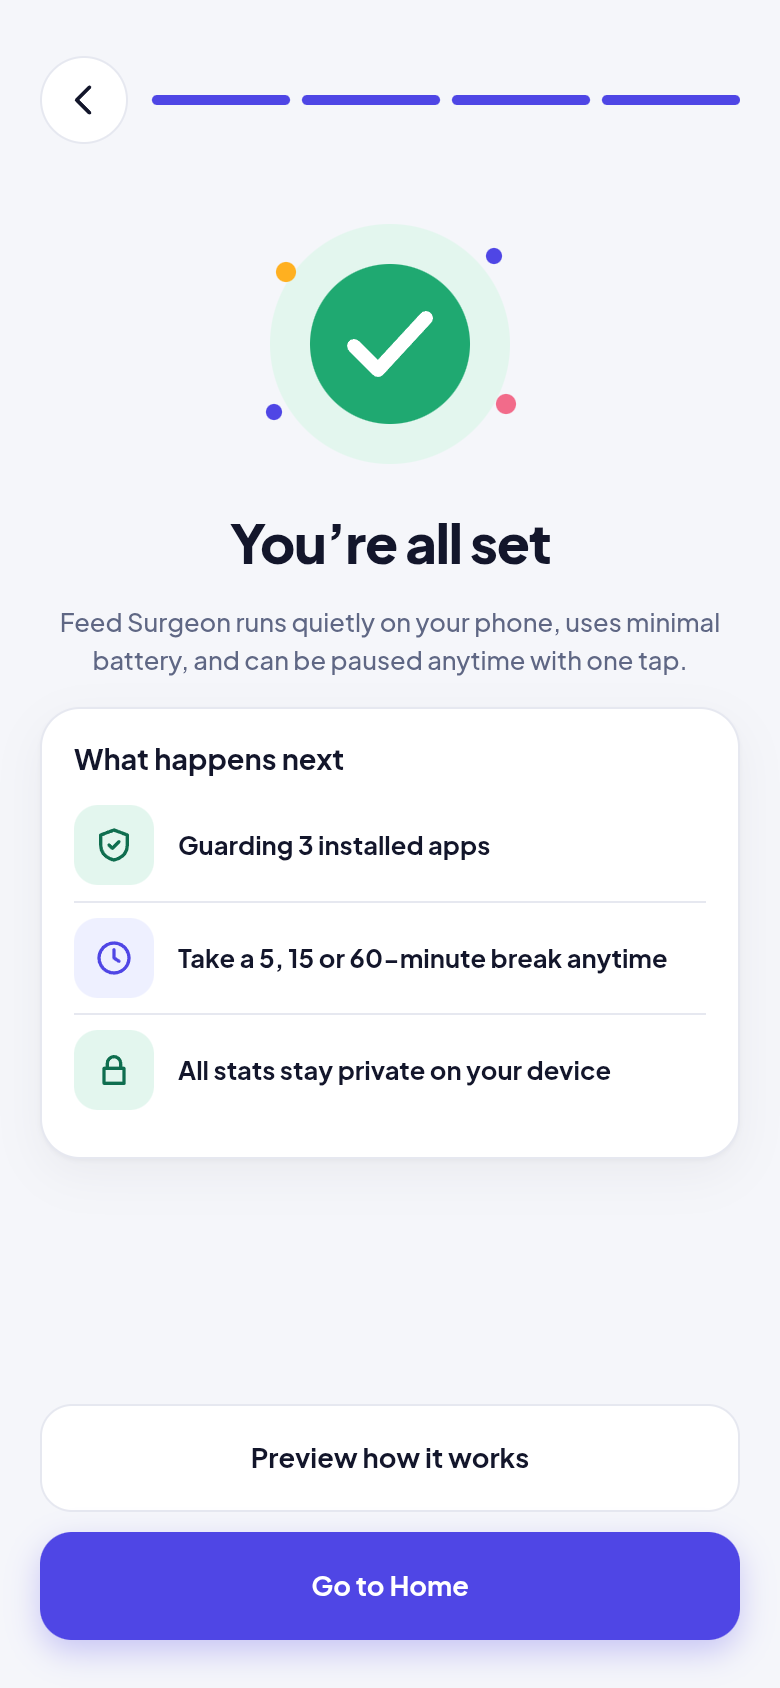 You’re all set
Feed Surgeon runs quietly on your phone, uses minimal
battery, and can be paused anytime with one tap.
What happens next
Guarding 3 installed apps
Take a 5, 15 or 60-minute break anytime
All stats stay private on your device
Preview how it works
Go to Home